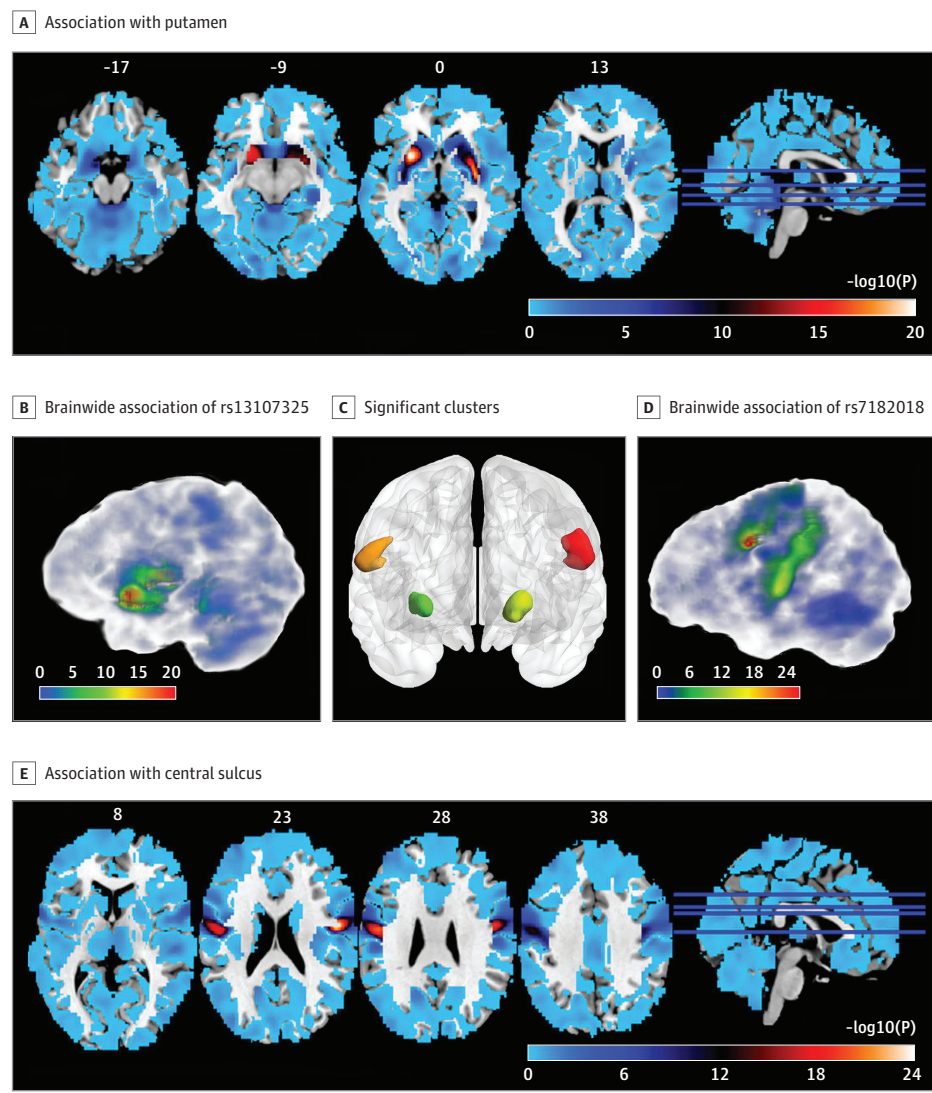 A Association with putamen
-17 -9 0 13
-log10(P)
0 5 10 15 20
B Brainwide association of rs13107325
C Significant clusters
D Brainwide association of rs7182018
0 5 10 15 20
0 6 12 18 24
E Association with central sulcus
8 23 28 38
-log10(P)
0 6 12 18 24